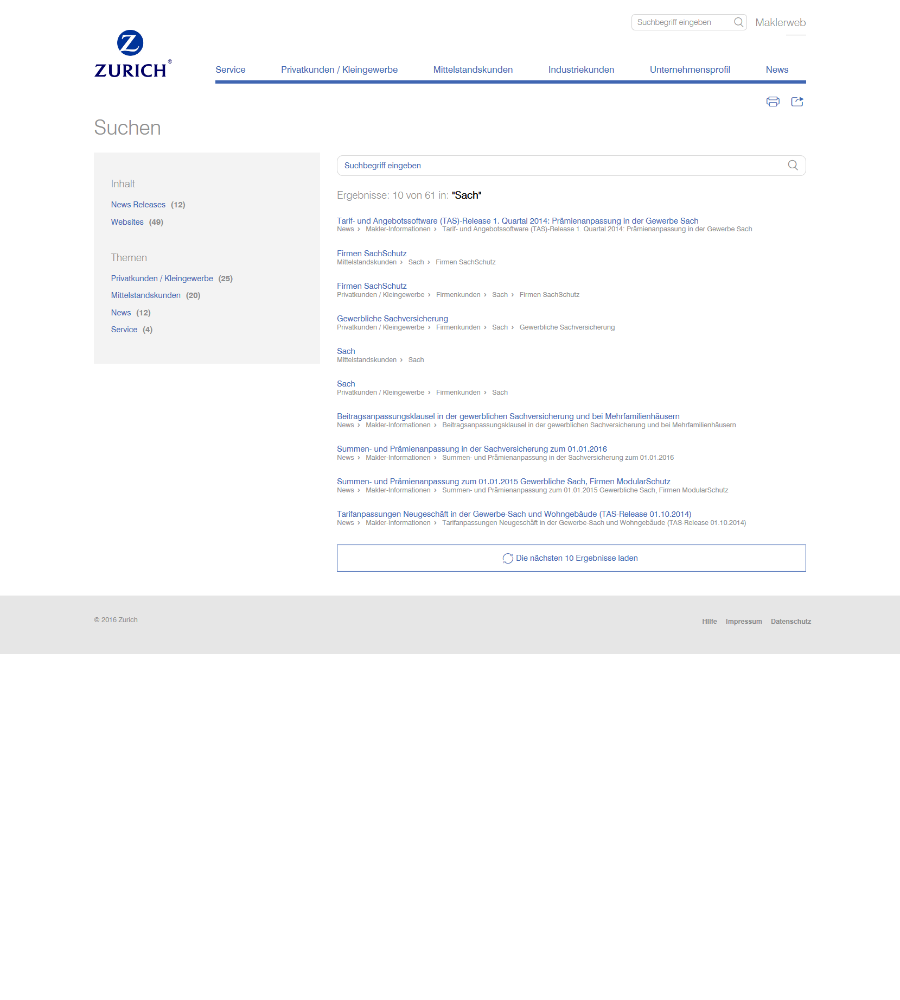 Suchbegriff eingeben
Maklerweb
Z
ZURICH®
Service Privatkunden / Kleingewerbe Mittelstandskunden Industriekunden Unternehmensprofil News
Suchen
Inhalt
News Releases (12)
Websites (49)
Themen
Privatkunden / Kleingewerbe (25)
Mittelstandskunden (20)
News (12)
Service (4)
Suchbegriff eingeben
Ergebnisse: 10 von 61 in: "Sach"
Tarif- und Angebotssoftware (TAS)-Release 1. Quartal 2014: Prämienanpassung in der Gewerbe Sach
News › Makler-Informationen › Tarif- und Angebotssoftware (TAS)-Release 1. Quartal 2014: Prämienanpassung in der Gewerbe Sach
Firmen SachSchutz
Mittelstandskunden › Sach › Firmen SachSchutz
Firmen SachSchutz
Privatkunden / Kleingewerbe › Firmenkunden › Sach › Firmen SachSchutz
Gewerbliche Sachversicherung
Privatkunden / Kleingewerbe › Firmenkunden › Sach › Gewerbliche Sachversicherung
Sach
Mittelstandskunden › Sach
Sach
Privatkunden / Kleingewerbe › Firmenkunden › Sach
Beitragsanpassungsklausel in der gewerblichen Sachversicherung und bei Mehrfamilienhäusern
News › Makler-Informationen › Beitragsanpassungsklausel in der gewerblichen Sachversicherung und bei Mehrfamilienhäusern
Summen- und Prämienanpassung in der Sachversicherung zum 01.01.2016
News › Makler-Informationen › Summen- und Prämienanpassung in der Sachversicherung zum 01.01.2016
Summen- und Prämienanpassung zum 01.01.2015 Gewerbliche Sach, Firmen ModularSchutz
News › Makler-Informationen › Summen- und Prämienanpassung zum 01.01.2015 Gewerbliche Sach, Firmen ModularSchutz
Tarifanpassungen Neugeschäft in der Gewerbe-Sach und Wohngebäude (TAS-Release 01.10.2014)
News › Makler-Informationen › Tarifanpassungen Neugeschäft in der Gewerbe-Sach und Wohngebäude (TAS-Release 01.10.2014)
Die nächsten 10 Ergebnisse laden
© 2016 Zurich
HIlfe Impressum Datenschutz